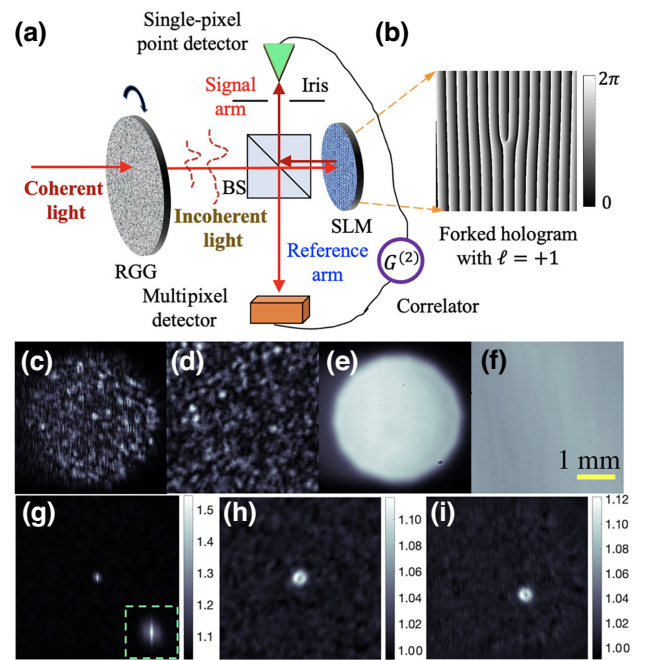 (a)
Single-pixel
point detector
(b)
Signal
arm
Iris
2π
0
Coherent
light
BS
Incoherent
light
SLM
RGG
Reference
arm
Multipixel
detector
G⁽²⁾
Correlator
Forked hologram
with ℓ = +1
(c)
(d)
(e)
(f)
1 mm
(g)
1.5
1.4
1.3
1.2
1.1
(h)
1.10
1.08
1.06
1.04
1.02
1.00
(i)
1.12
1.10
1.08
1.06
1.04
1.02
1.00